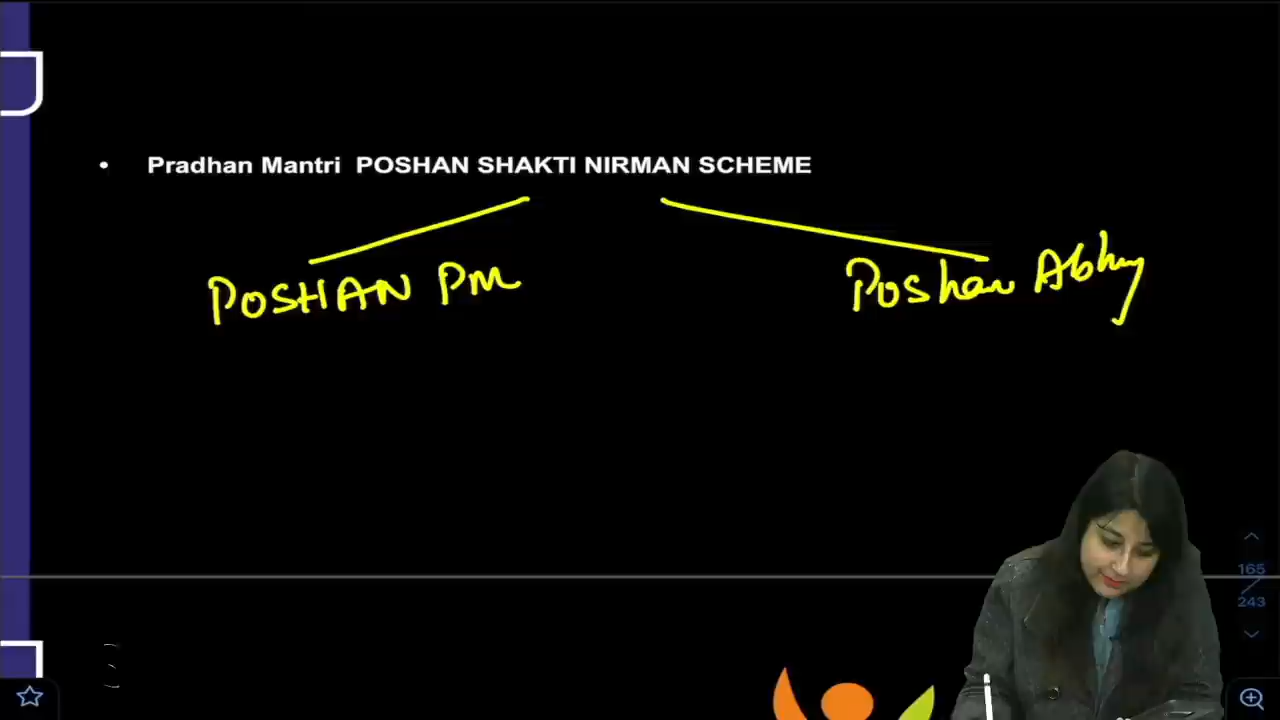 • Pradhan Mantri POSHAN SHAKTI NIRMAN SCHEME
POSHAN PM
Poshan Abhy
165
243